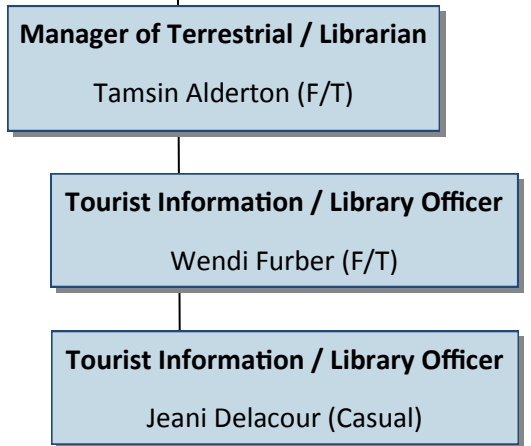 Manager of Terrestrial / Librarian
Tamsin Alderton (F/T)
Tourist Information / Library Officer
Wendi Furber (F/T)
Tourist Information / Library Officer
Jeani Delacour (Casual)